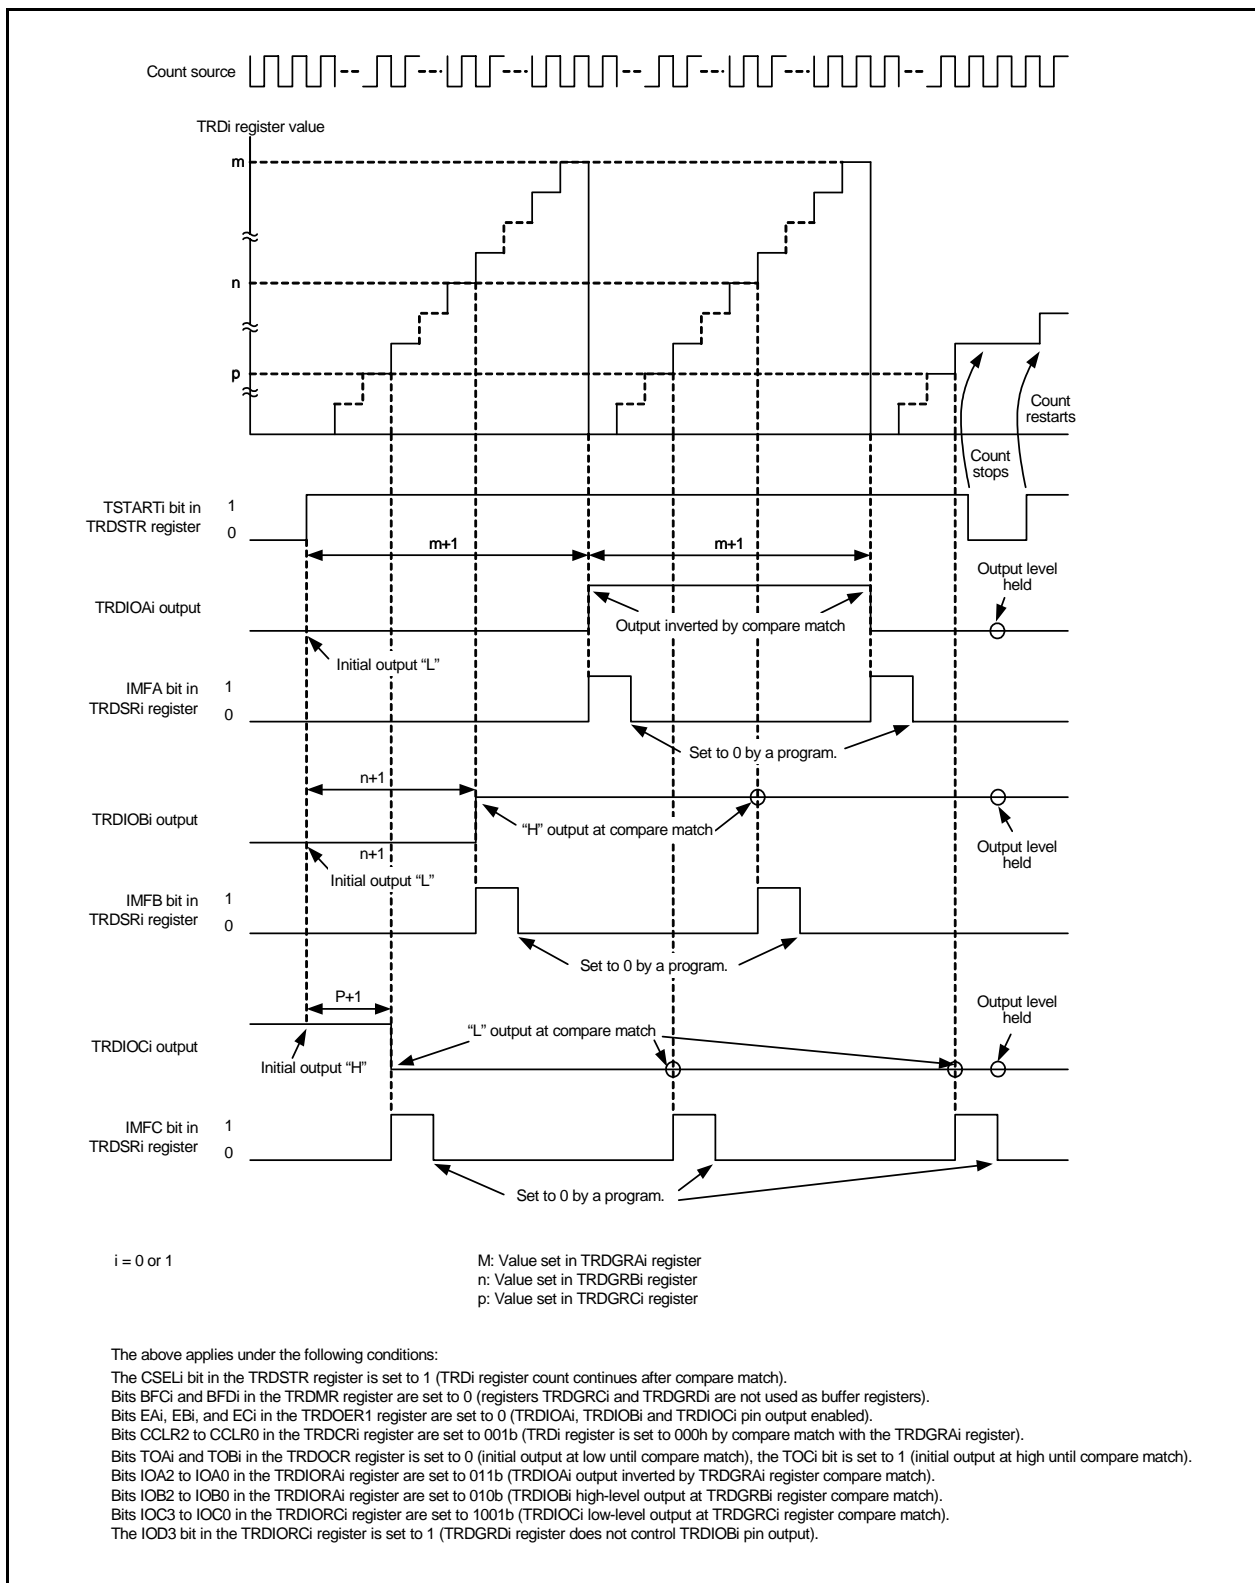 Count source
TRDi register value
m
n
p
Count
restarts
Count
stops
TSTARTi bit in
TRDSTR register
1
0
m+1
m+1
Output level
held
TRDIOAi output
Output inverted by compare match
Initial output “L”
IMFA bit in
TRDSRi register
1
0
Set to 0 by a program.
n+1
TRDIOBi output
“H” output at compare match
n+1
Initial output “L”
Output level
held
IMFB bit in
TRDSRi register
1
0
Set to 0 by a program.
P+1
Output level
held
“L” output at compare match
TRDIOCi output
Initial output “H”
IMFC bit in
TRDSRi register
1
0
Set to 0 by a program.
i = 0 or 1
M: Value set in TRDGRAi register
n: Value set in TRDGRBi register
p: Value set in TRDGRCi register
The above applies under the following conditions:
The CSELi bit in the TRDSTR register is set to 1 (TRDi register count continues after compare match).
Bits BFCi and BFDi in the TRDMR register are set to 0 (registers TRDGRCi and TRDGRDi are not used as buffer registers).
Bits EAi, EBi, and ECi in the TRDOER1 register are set to 0 (TRDIOAi, TRDIOBi and TRDIOCi pin output enabled).
Bits CCLR2 to CCLR0 in the TRDCRi register are set to 001b (TRDi register is set to 000h by compare match with the TRDGRAi register).
Bits TOAi and TOBi in the TRDOCR register is set to 0 (initial output at low until compare match), the TOCi bit is set to 1 (initial output at high until compare match).
Bits IOA2 to IOA0 in the TRDIORAi register are set to 011b (TRDIOAi output inverted by TRDGRAi register compare match).
Bits IOB2 to IOB0 in the TRDIORAi register are set to 010b (TRDIOBi high-level output at TRDGRBi register compare match).
Bits IOC3 to IOC0 in the TRDIORCi register are set to 1001b (TRDIOCi low-level output at TRDGRCi register compare match).
The IOD3 bit in the TRDIORCi register is set to 1 (TRDGRDi register does not control TRDIOBi pin output).